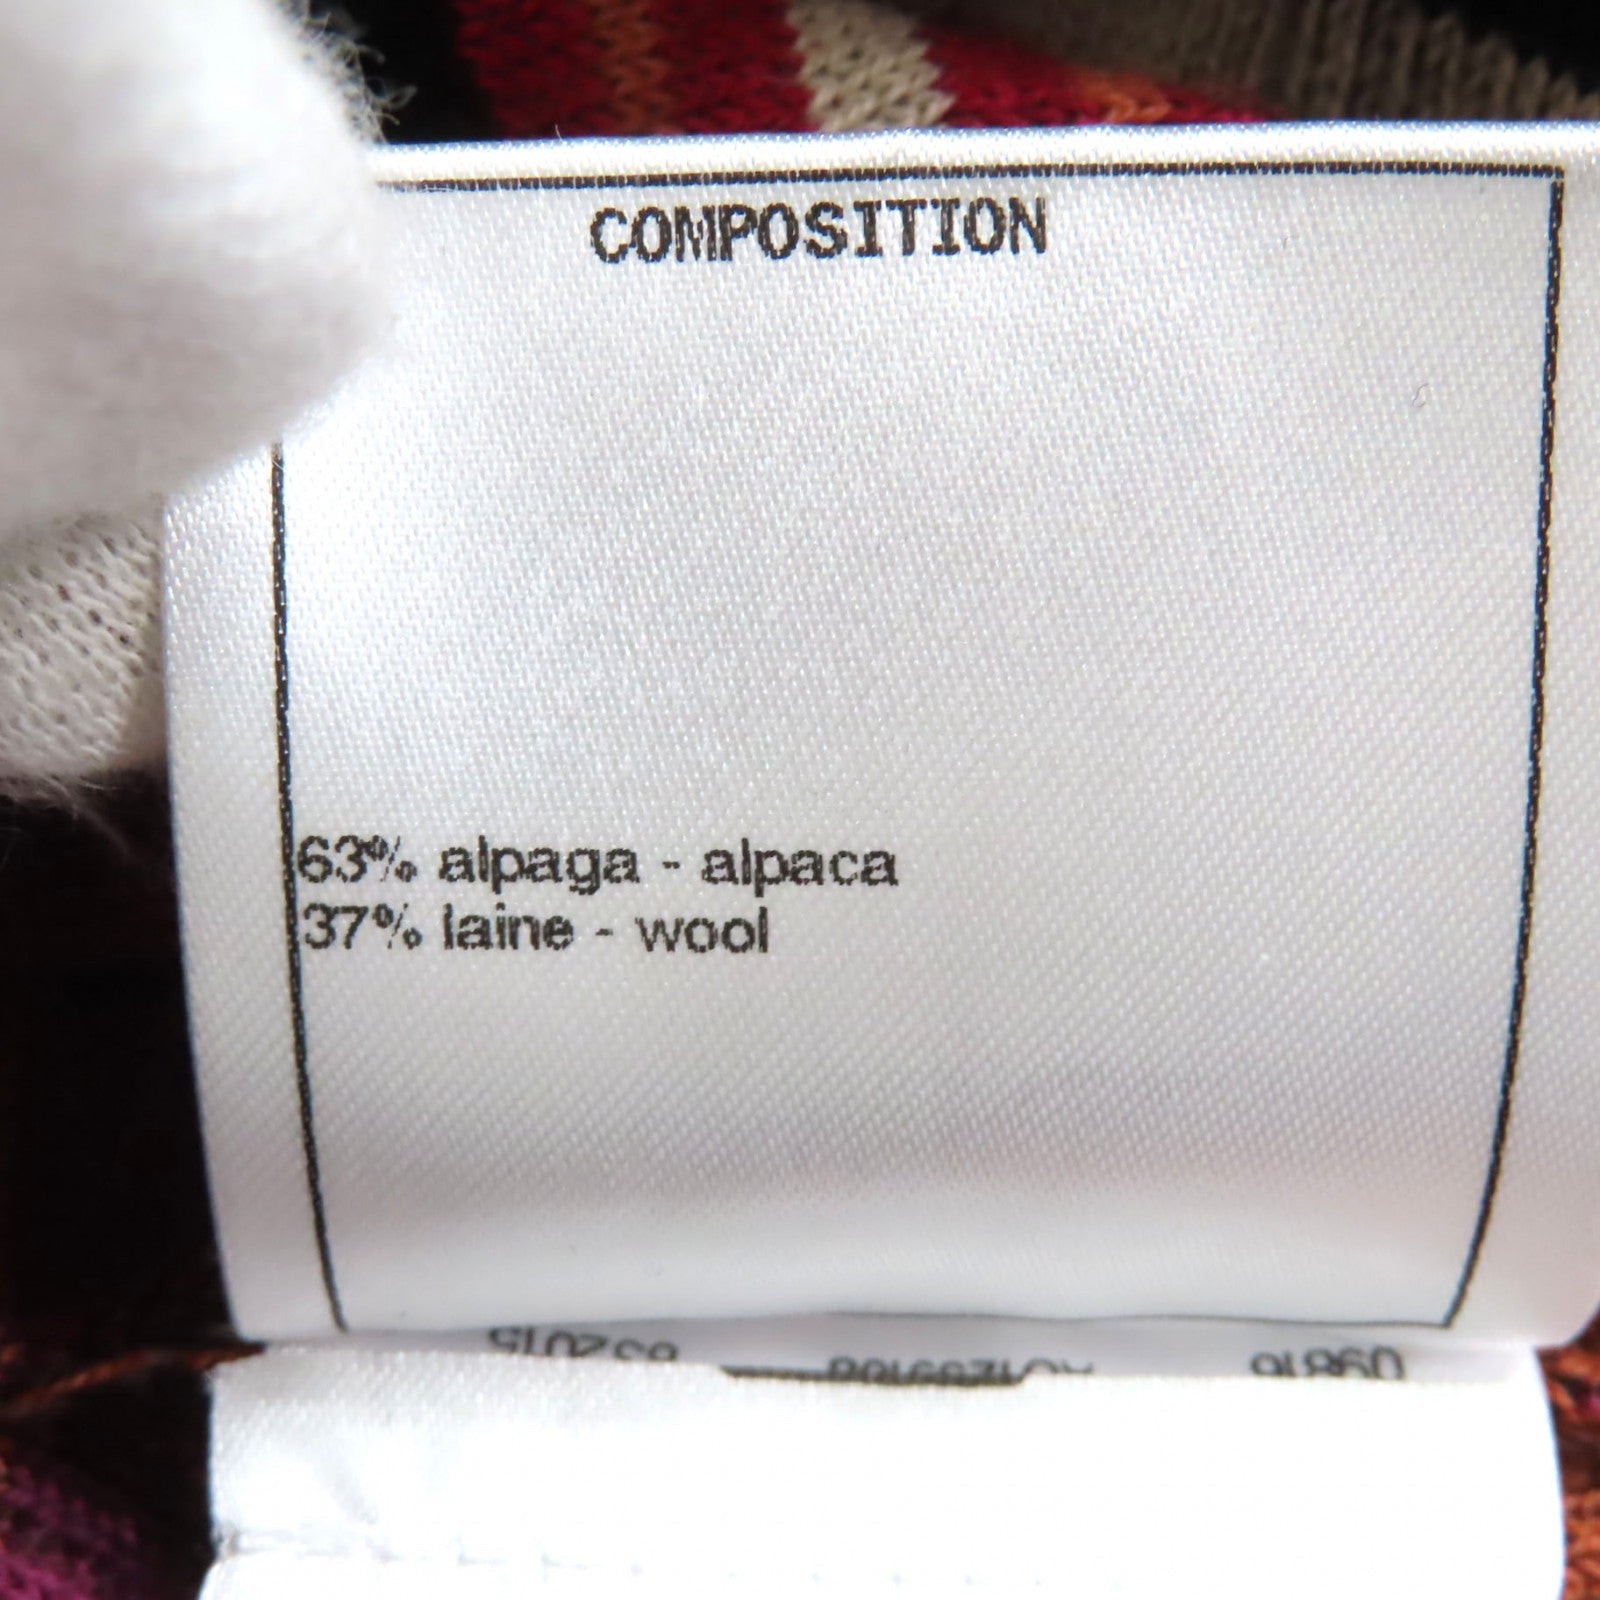 COMPOSITION
63% alpaga - alpaca
37% laine - wool